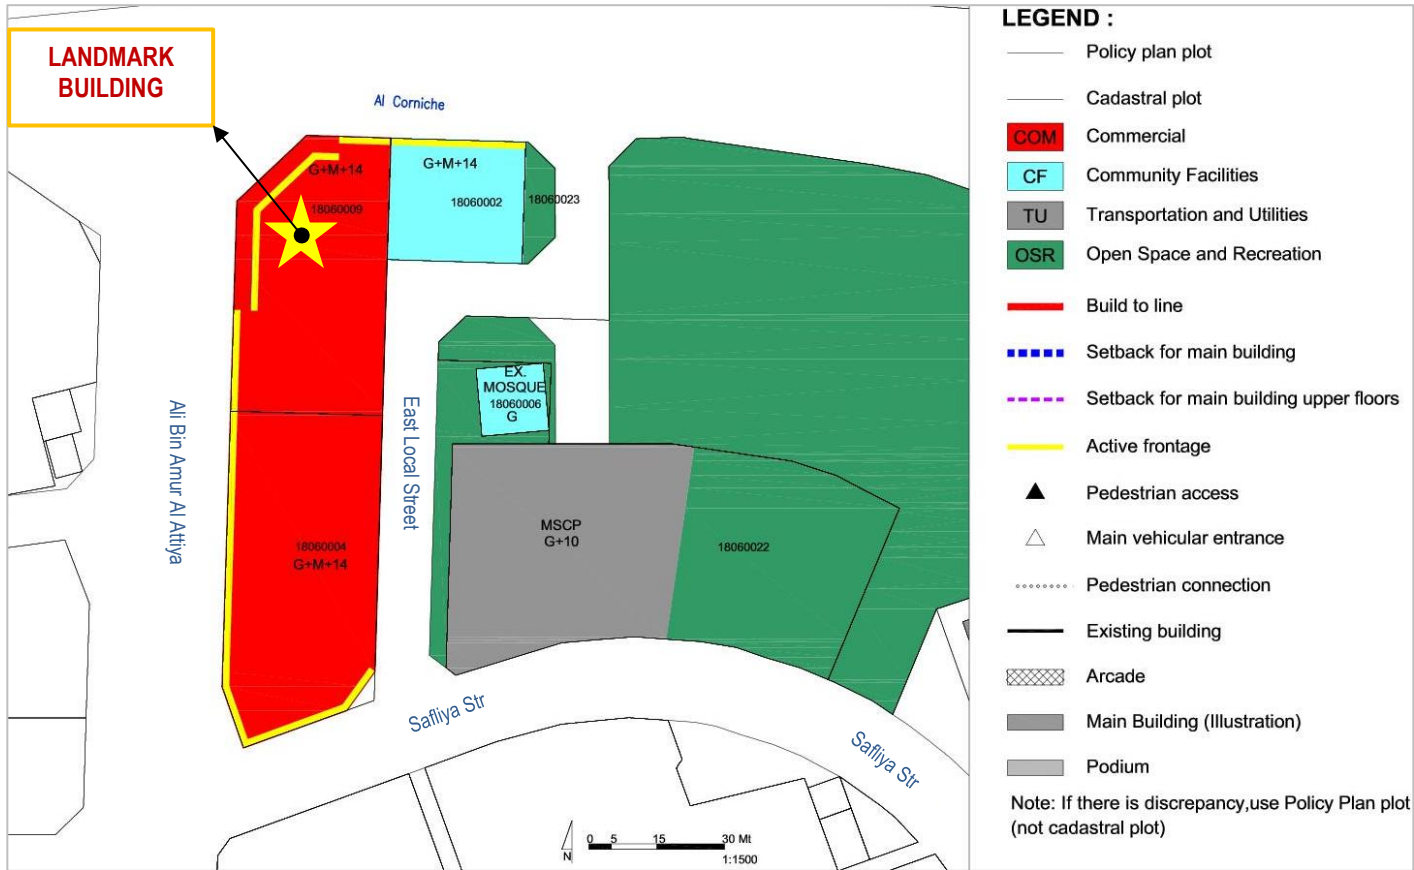 LANDMARK
BUILDING
Al Corniche
G+M+14
18060009
G+M+14
18060002
18060023
EX.
MOSQUE
18060006
G
Ali Bin Amur Al Attiya
East Local Street
MSCP
G+10
18060022
18060004
G+M+14
Safliya Str
Safliya Str
N
0 5 15 30 Mt
1:1500
LEGEND :
Policy plan plot
Cadastral plot
COM Commercial
CF Community Facilities
TU Transportation and Utilities
OSR Open Space and Recreation
Build to line
Setback for main building
Setback for main building upper floors
Active frontage
Pedestrian access
Main vehicular entrance
Pedestrian connection
Existing building
Arcade
Main Building (Illustration)
Podium
Note: If there is discrepancy,use Policy Plan plot
(not cadastral plot)